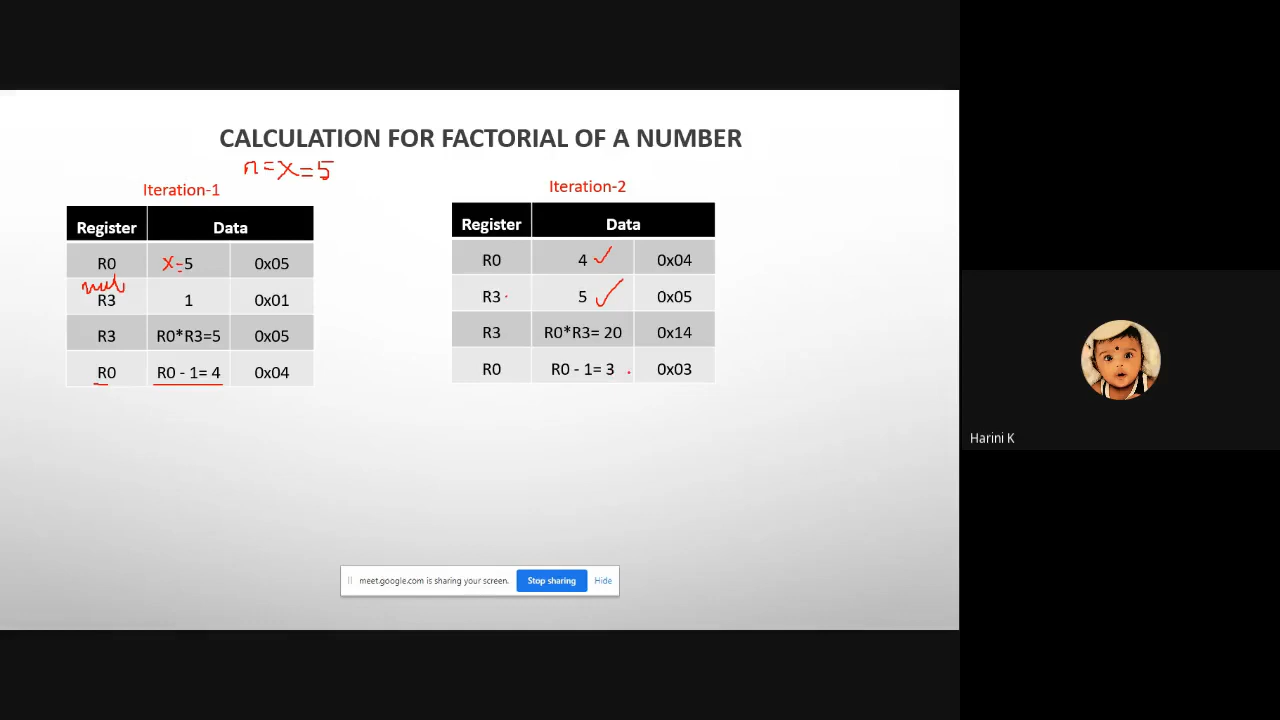 CALCULATION FOR FACTORIAL OF A NUMBER
n = x = 5
Iteration-1
Register Data
R0 x = 5 0x05
mul
R3 1 0x01
R3 R0*R3=5 0x05
R0 R0 - 1= 4 0x04
Iteration-2
Register Data
R0 4 ✓ 0x04
R3 5 ✓ 0x05
R3 R0*R3= 20 0x14
R0 R0 - 1= 3 0x03
meet.google.com is sharing your screen. Stop sharing Hide
Harini K